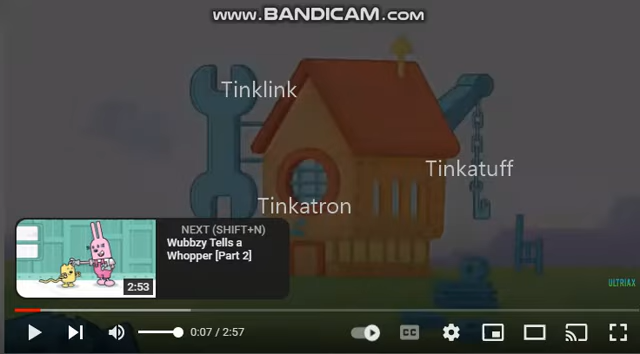 www.BANDICAM.com
Tinklink
Tinkatuff
Tinkatron
NEXT (SHIFT+N)
Wubbzy Tells a
Whopper [Part 2]
2:53
ULTRIAX
0:07 / 2:57
CC